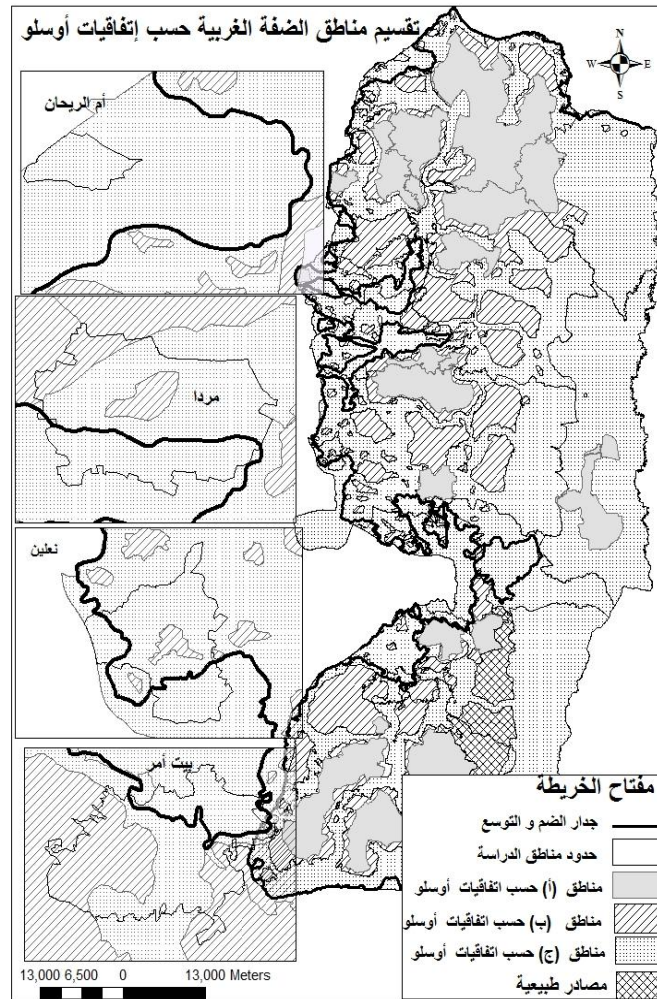 تقسيم مناطق الضفة الغربية حسب إتفاقيات أوسلو
N
W E
S
أم الريحان
مردا
نعلين
بيت أمر
مفتاح الخريطة
جدار الضم و التوسع
حدود مناطق الدراسة
مناطق (أ) حسب اتفاقيات أوسلو
مناطق (ب) حسب اتفاقيات أوسلو
مناطق (ج) حسب اتفاقيات أوسلو
مصادر طبيعية
13,000 6,500 0 13,000 Meters